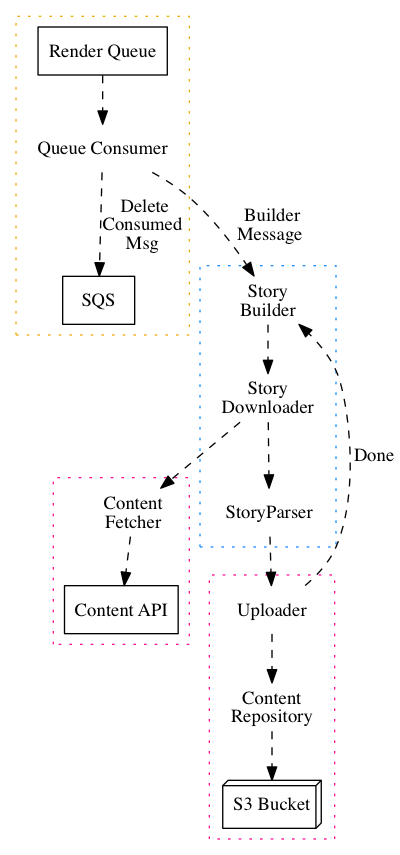 Render Queue
Queue Consumer
Delete
Consumed
Msg
Builder
Message
SQS
Story
Builder
Story
Downloader
Done
Content
Fetcher
StoryParser
Content API
Uploader
Content
Repository
S3 Bucket